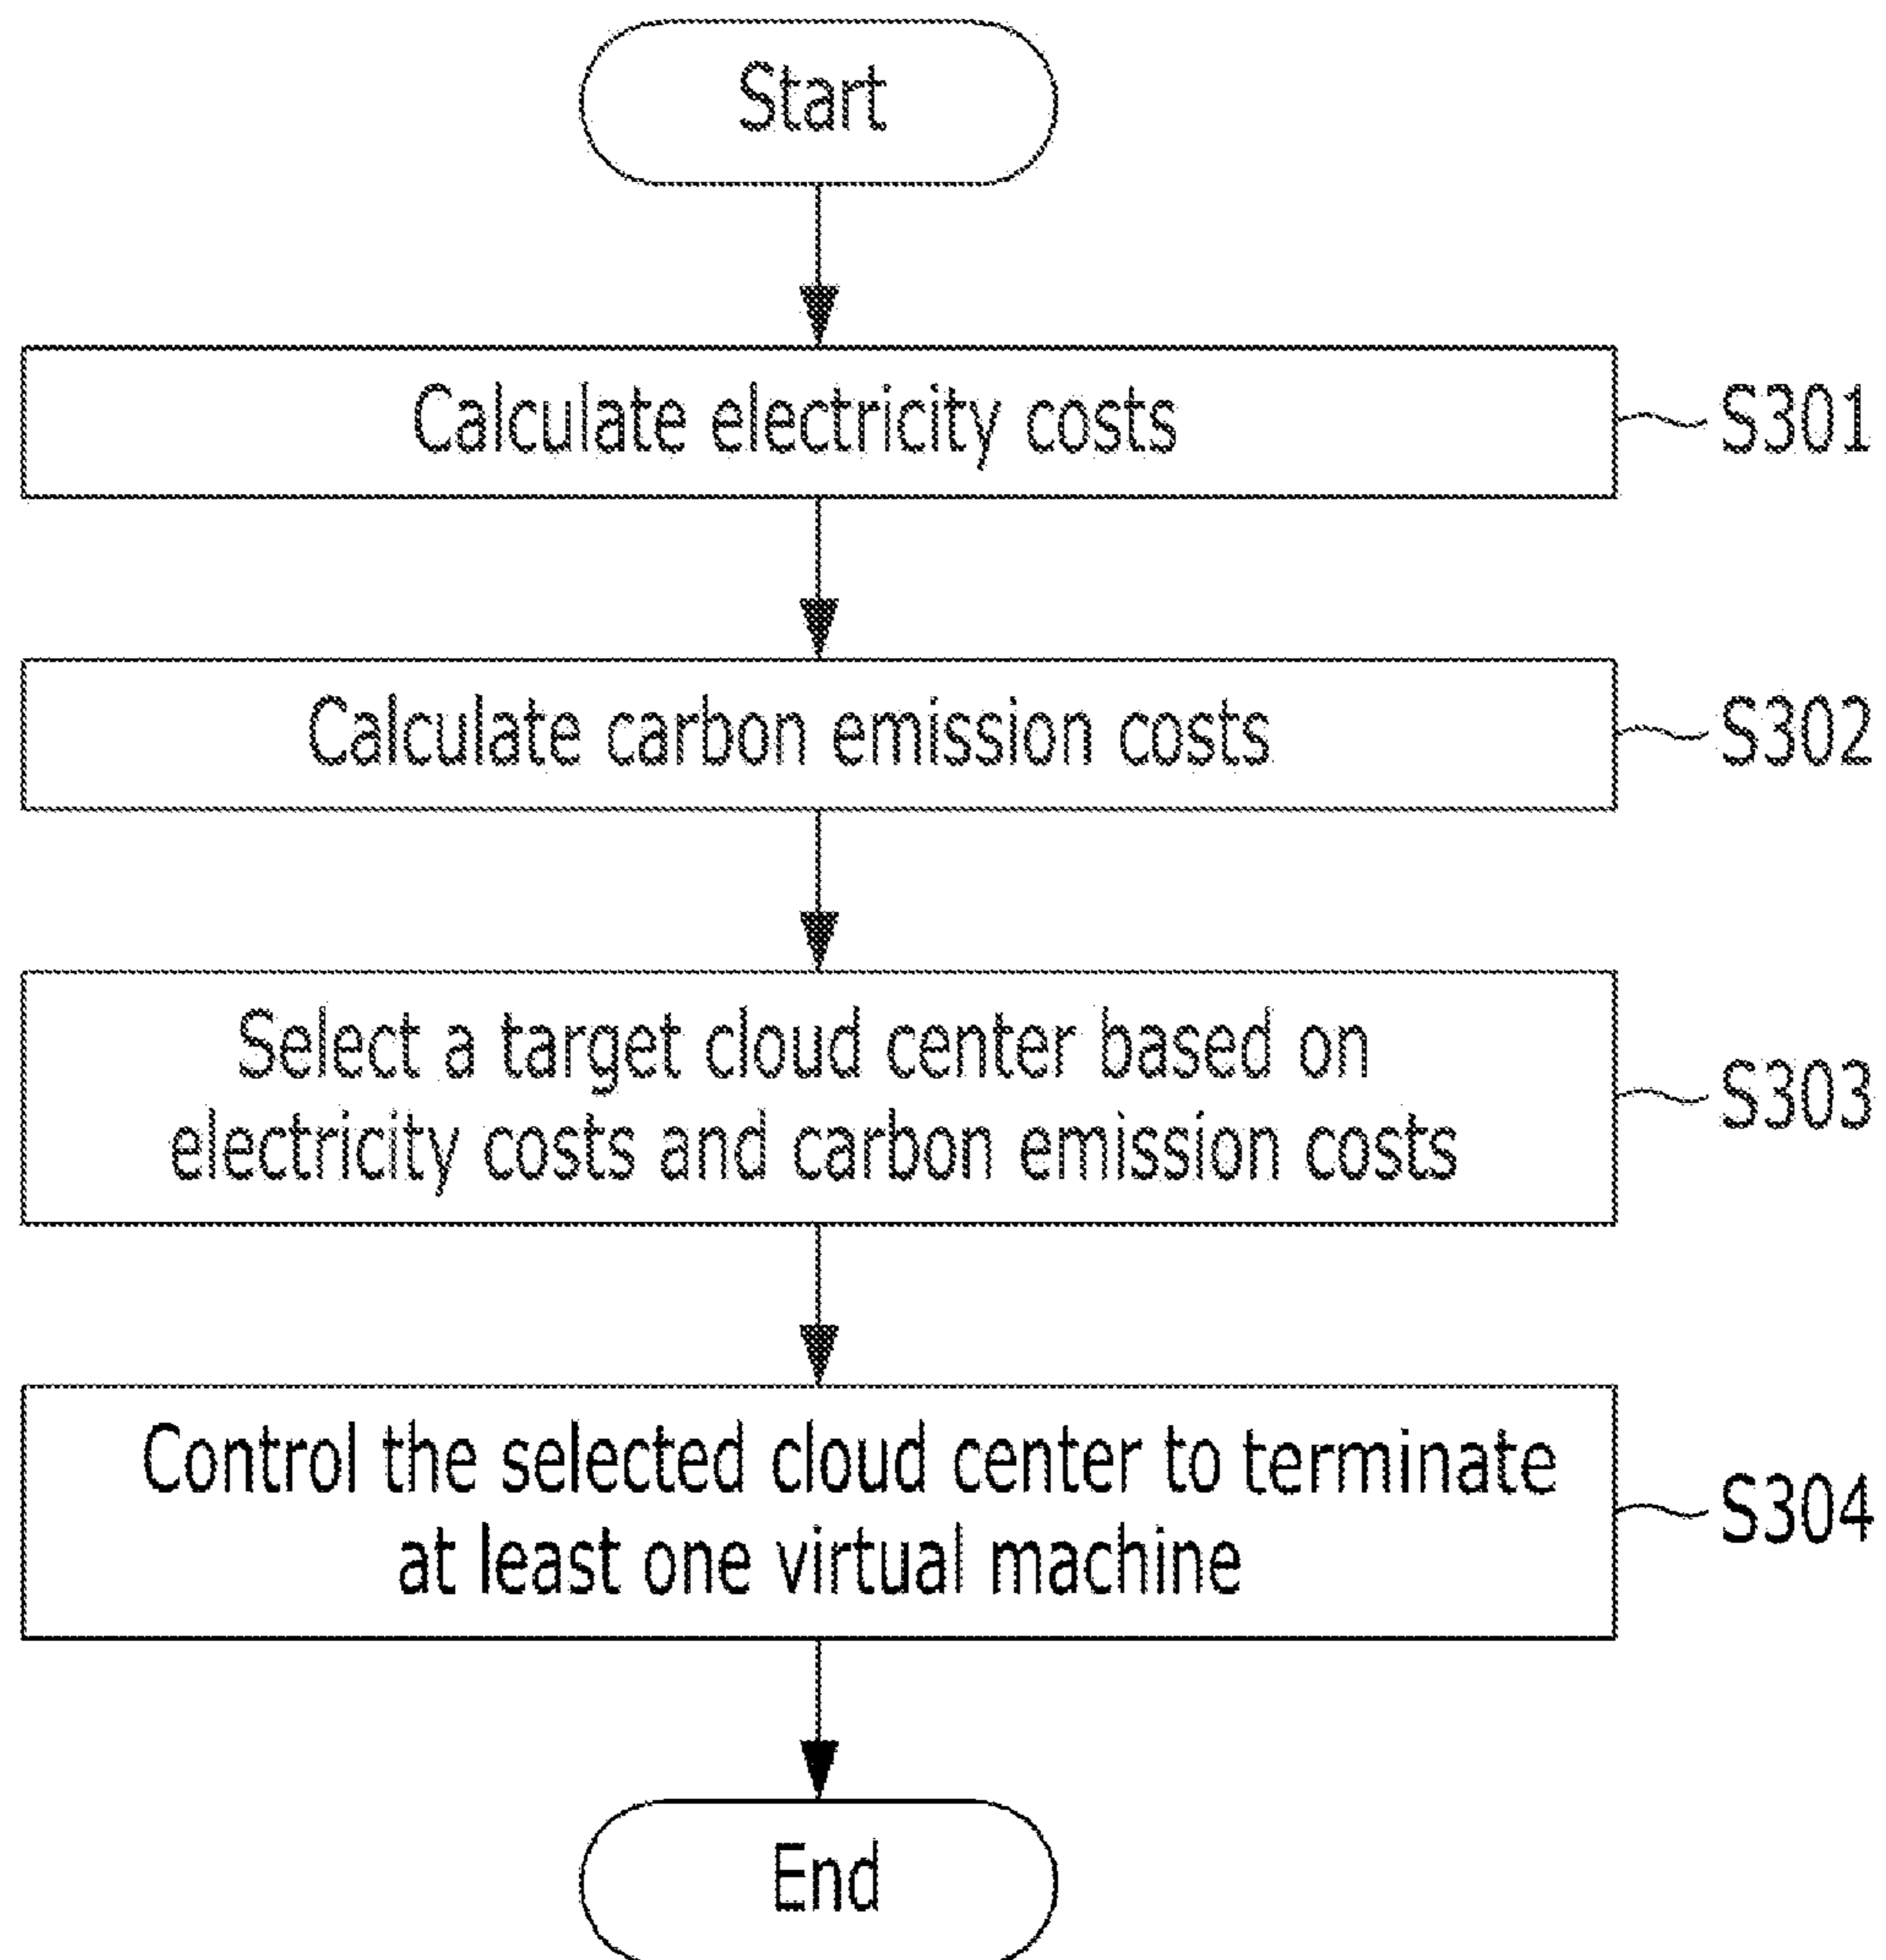 Start
Calculate electricity costs
S301
Calculate carbon emission costs
S302
Select a target cloud center based on
electricity costs and carbon emission costs
S303
Control the selected cloud center to terminate
at least one virtual machine
S304
End